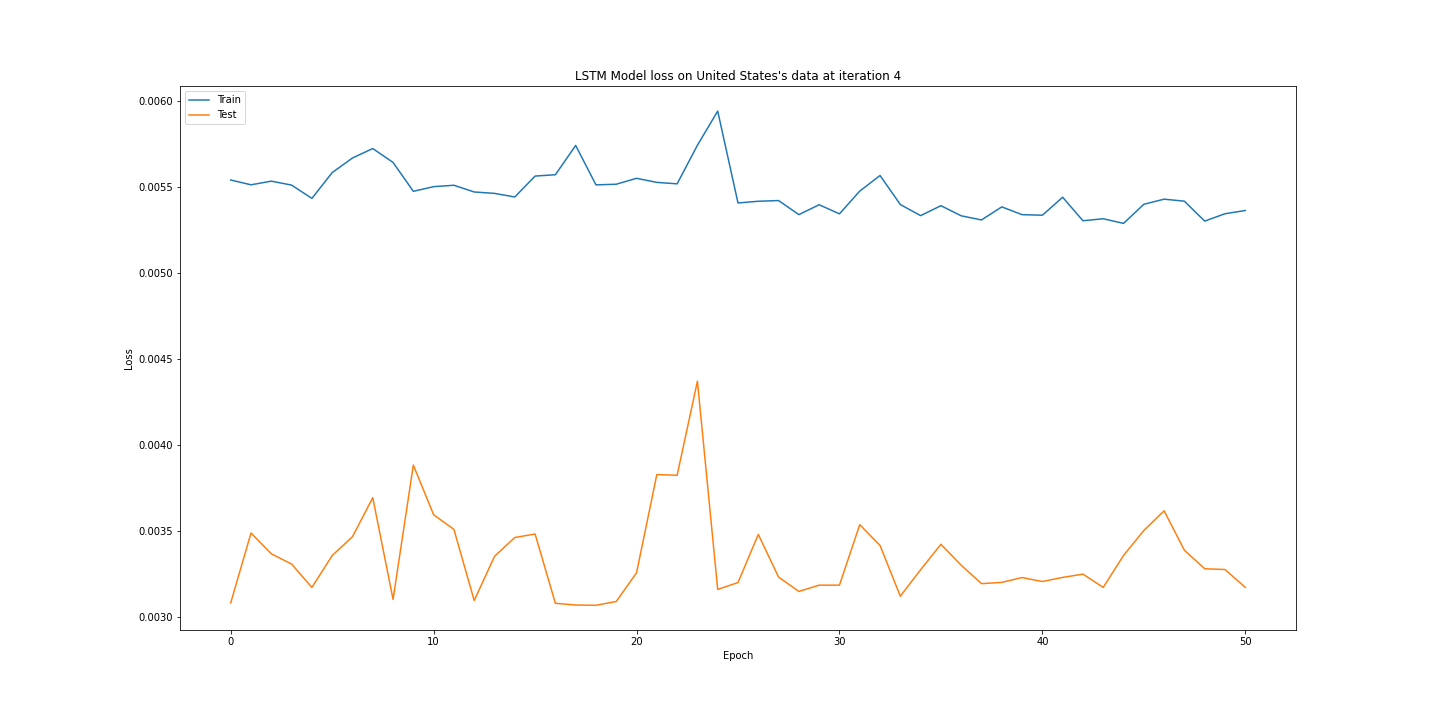 LSTM Model loss on United States's data at iteration 4
Train
Test
0.0060
0.0055
0.0050
0.0045
0.0040
0.0035
0.0030
Loss
0 10 20 30 40 50
Epoch